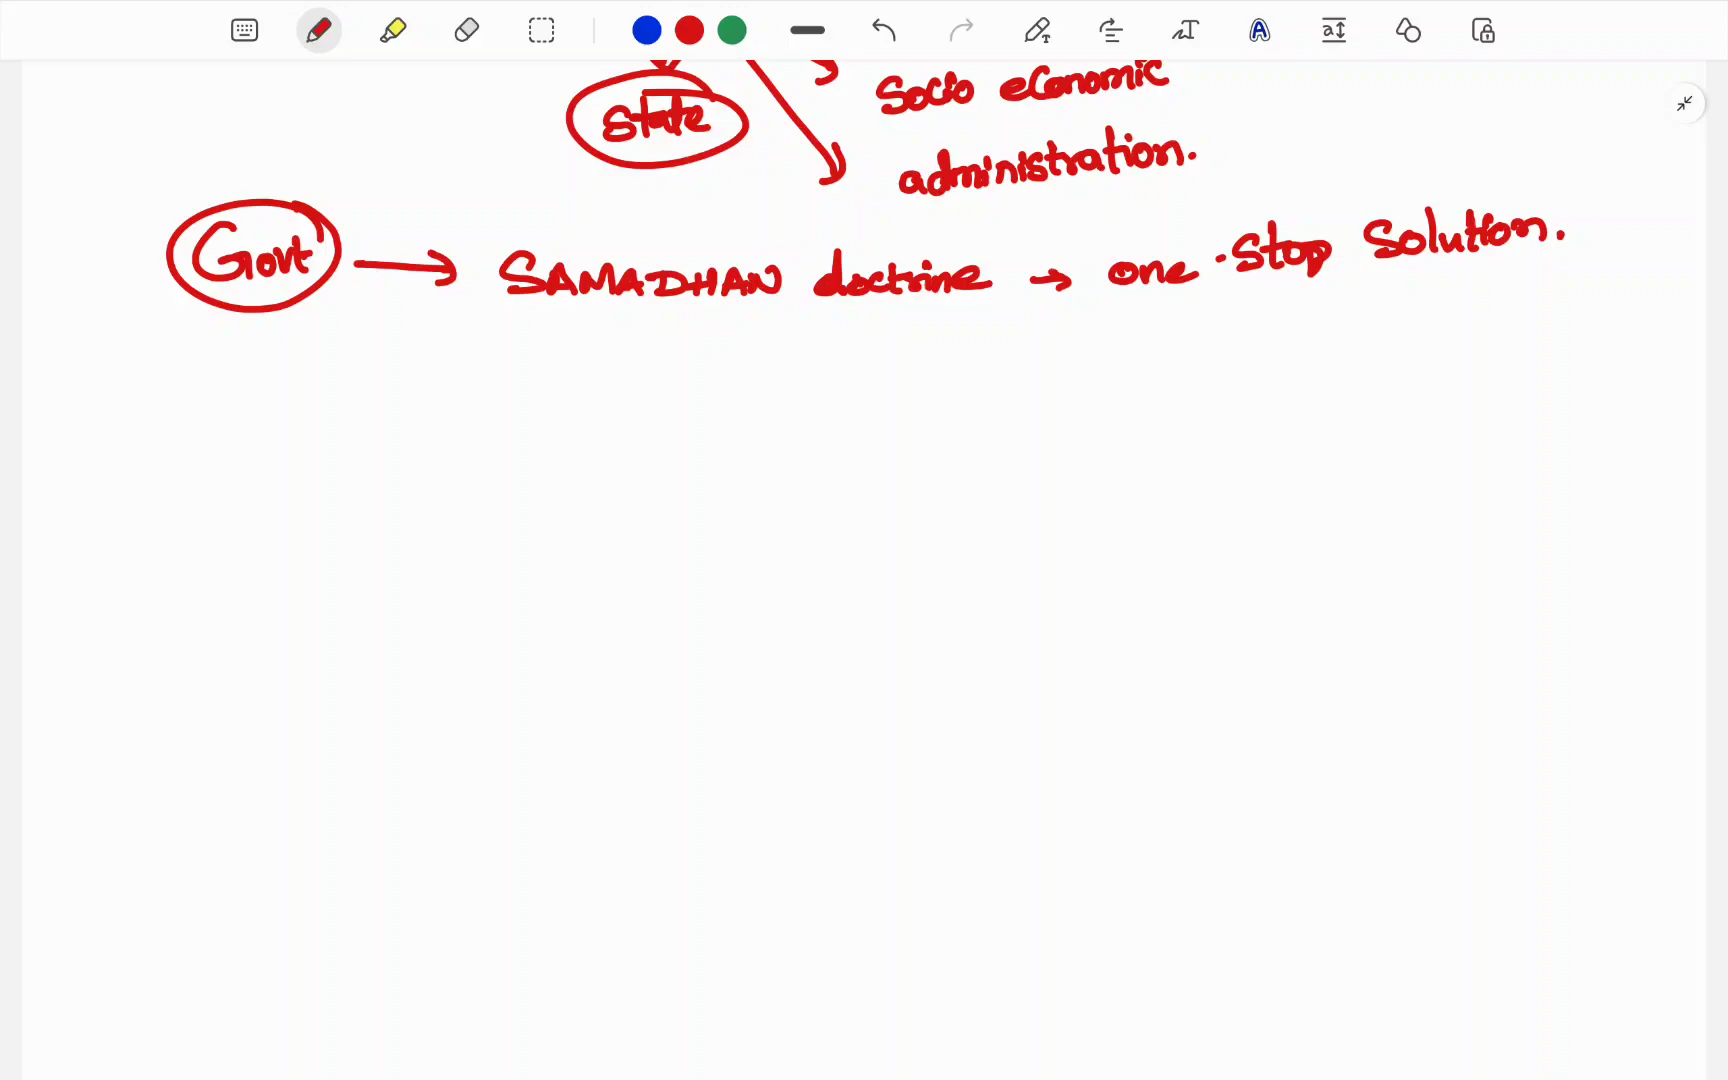 Socio economic
State
administration.
Govt → SAMADHAN doctrine → one-stop solution.